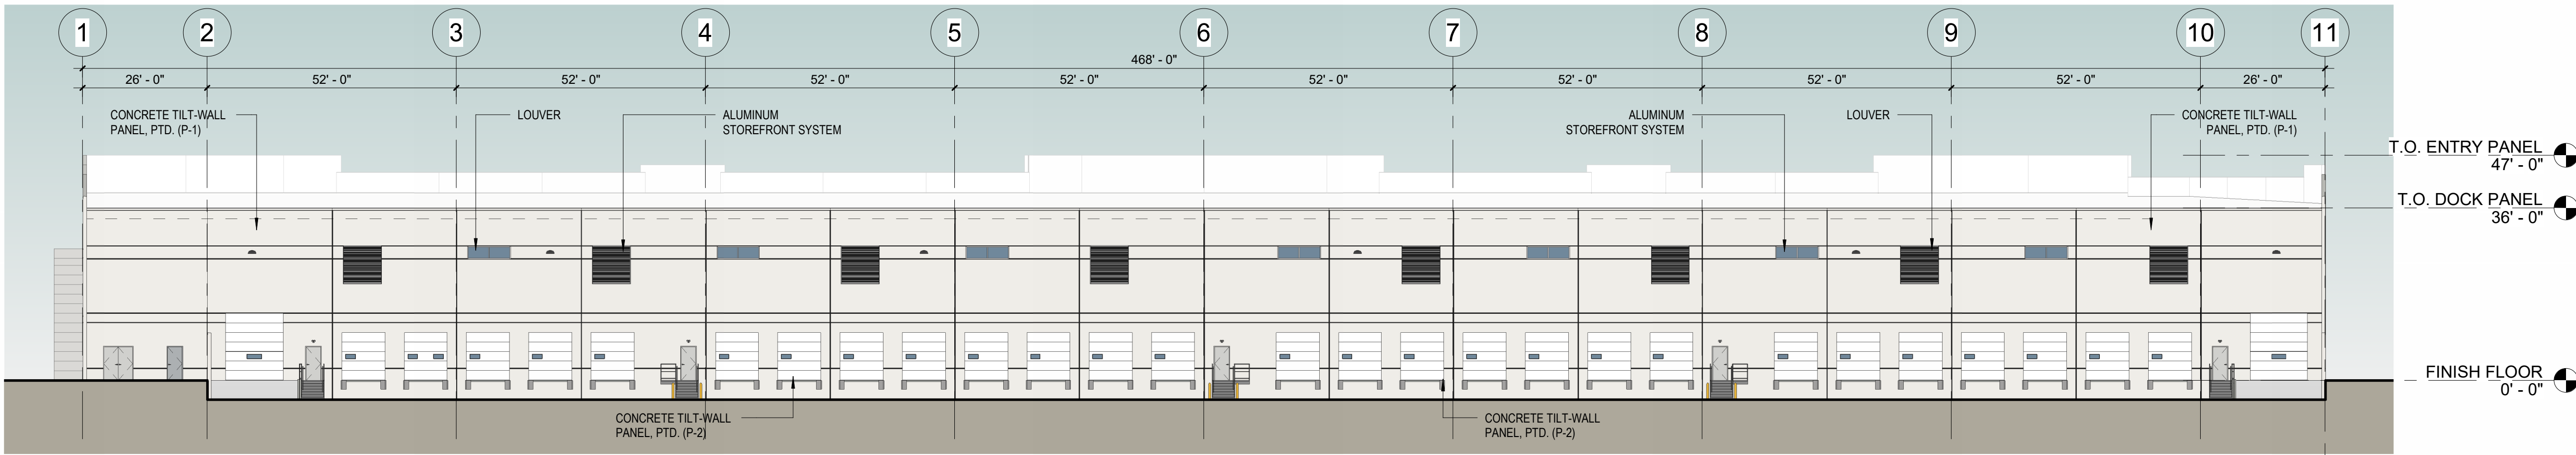 1 2 3 4 5 6 7 8 9 10 11
468' - 0"
26' - 0" 52' - 0" 52' - 0" 52' - 0" 52' - 0" 52' - 0" 52' - 0" 52' - 0" 52' - 0" 26' - 0"
CONCRETE TILT-WALL
PANEL, PTD. (P-1)
LOUVER
ALUMINUM
STOREFRONT SYSTEM
ALUMINUM
STOREFRONT SYSTEM
LOUVER
CONCRETE TILT-WALL
PANEL, PTD. (P-1)
T.O. ENTRY PANEL
47' - 0"
T.O. DOCK PANEL
36' - 0"
FINISH FLOOR
0' - 0"
CONCRETE TILT-WALL
PANEL, PTD. (P-2)
CONCRETE TILT-WALL
PANEL, PTD. (P-2)